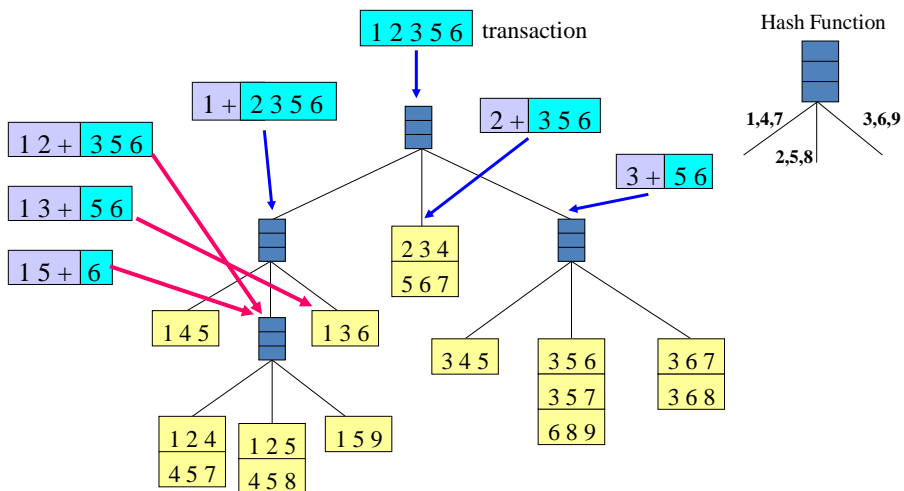 1 2 3 5 6 transaction
Hash Function
1,4,7
2,5,8
3,6,9
1 + 2 3 5 6
2 + 3 5 6
3 + 5 6
1 2 + 3 5 6
1 3 + 5 6
1 5 + 6
2 3 4
5 6 7
1 4 5
1 3 6
3 4 5
3 5 6
3 5 7
6 8 9
3 6 7
3 6 8
1 2 4
4 5 7
1 2 5
4 5 8
1 5 9